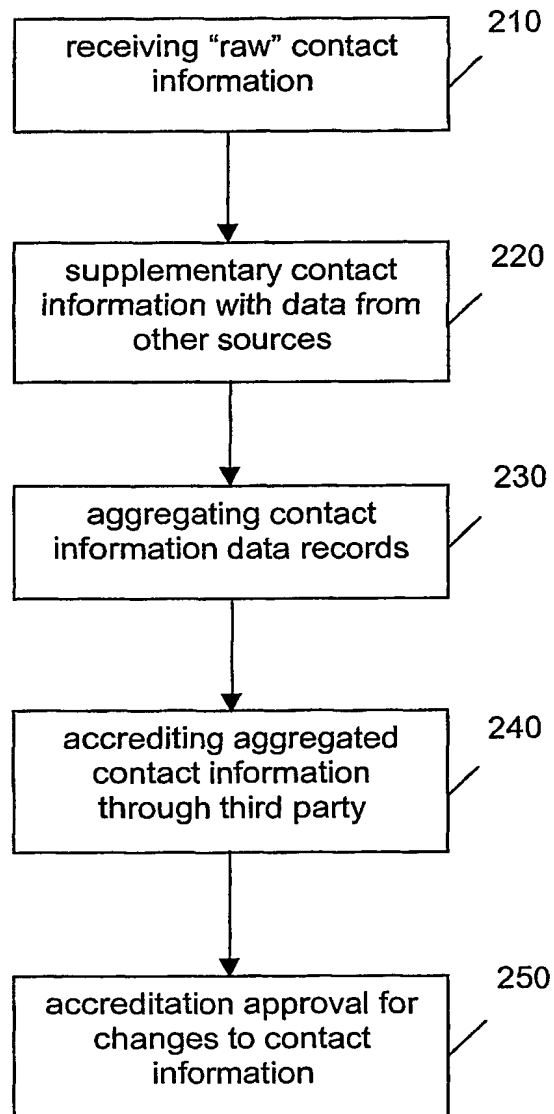 210
receiving "raw" contact
information
220
supplementary contact
information with data from
other sources
230
aggregating contact
information data records
240
accrediting aggregated
contact information
through third party
250
accreditation approval for
changes to contact
information